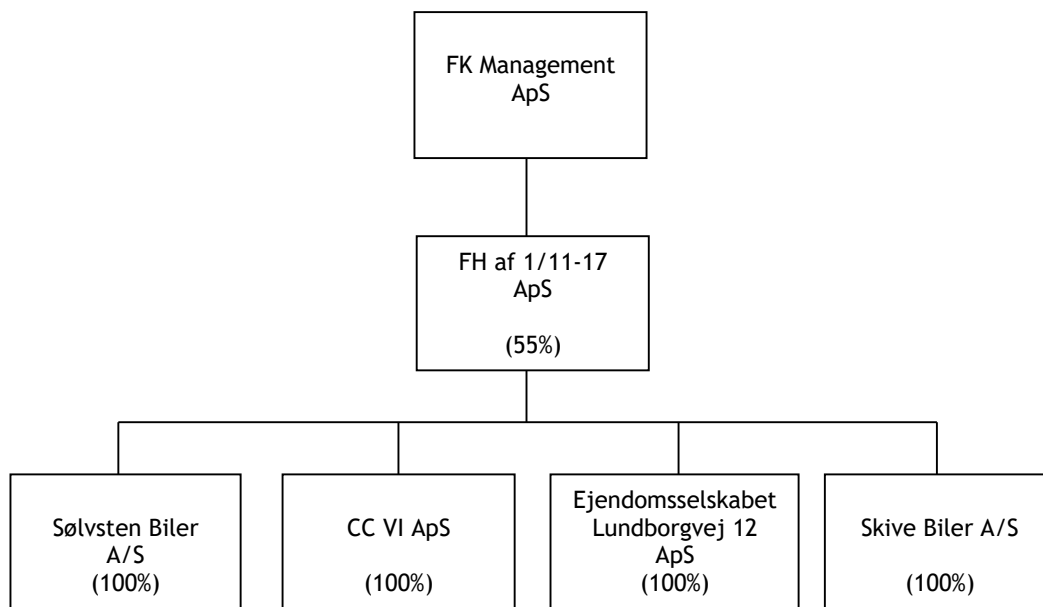 FK Management
ApS
FH af 1/11-17
ApS
(55%)
Sølvsten Biler
A/S
(100%)
CC VI ApS
(100%)
Ejendomsselskabet
Lundborgvej 12
ApS
(100%)
Skive Biler A/S
(100%)